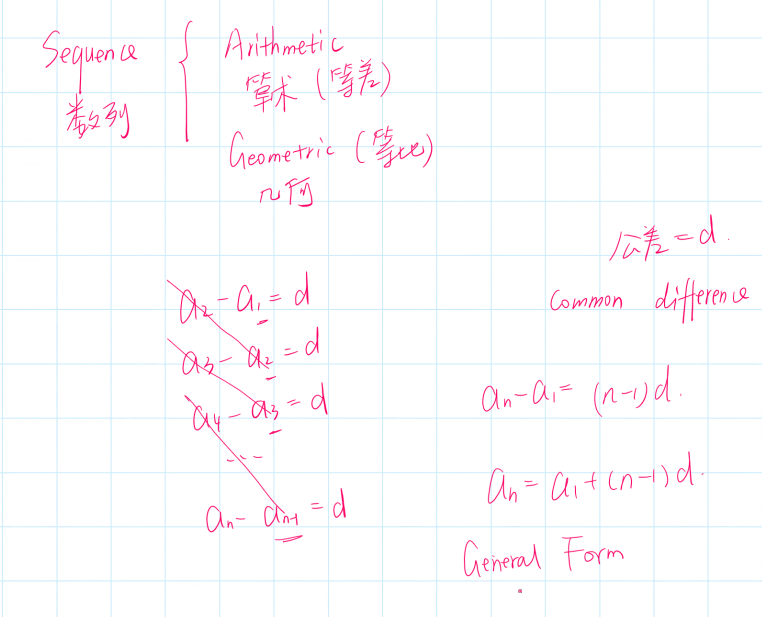 Sequence
数列
Arithmetic
算术 (等差)
Geometric (等比)
几何
公差 = d.
Common difference
a₂ - a₁ = d
a₃ - a₂ = d
a₄ - a₃ = d
...
aₙ - aₙ₋₁ = d
aₙ - a₁ = (n-1)d.
aₙ = a₁ + (n-1)d.
General Form